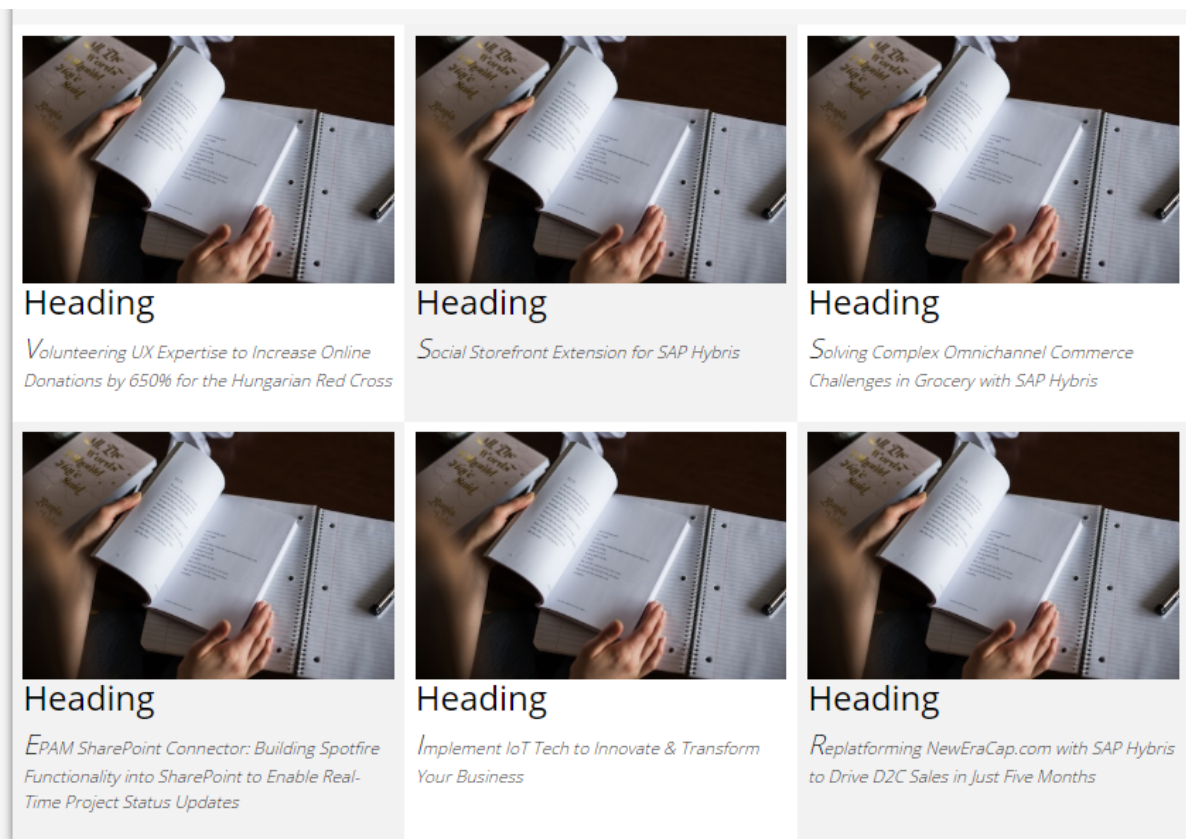 Heading
Volunteering UX Expertise to Increase Online
Donations by 650% for the Hungarian Red Cross
Heading
Social Storefront Extension for SAP Hybris
Heading
Solving Complex Omnichannel Commerce
Challenges in Grocery with SAP Hybris
Heading
EPAM SharePoint Connector: Building Spotfire
Functionality into SharePoint to Enable Real-
Time Project Status Updates
Heading
Implement IoT Tech to Innovate & Transform
Your Business
Heading
Replatforming NewEraCap.com with SAP Hybris
to Drive D2C Sales in Just Five Months